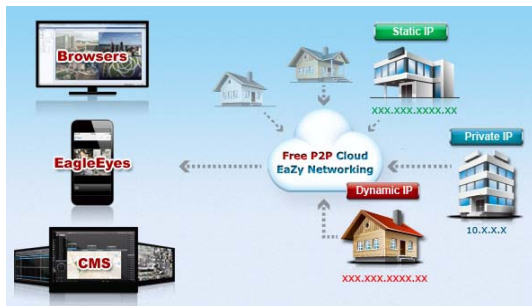 Browsers
Static IP
XXX.XXX.XXXX.XX
EagleEyes
Free P2P Cloud
EaZy Networking
Private IP
10.X.X.X
Dynamic IP
XXX.XXX.XXXX.XX
CMS